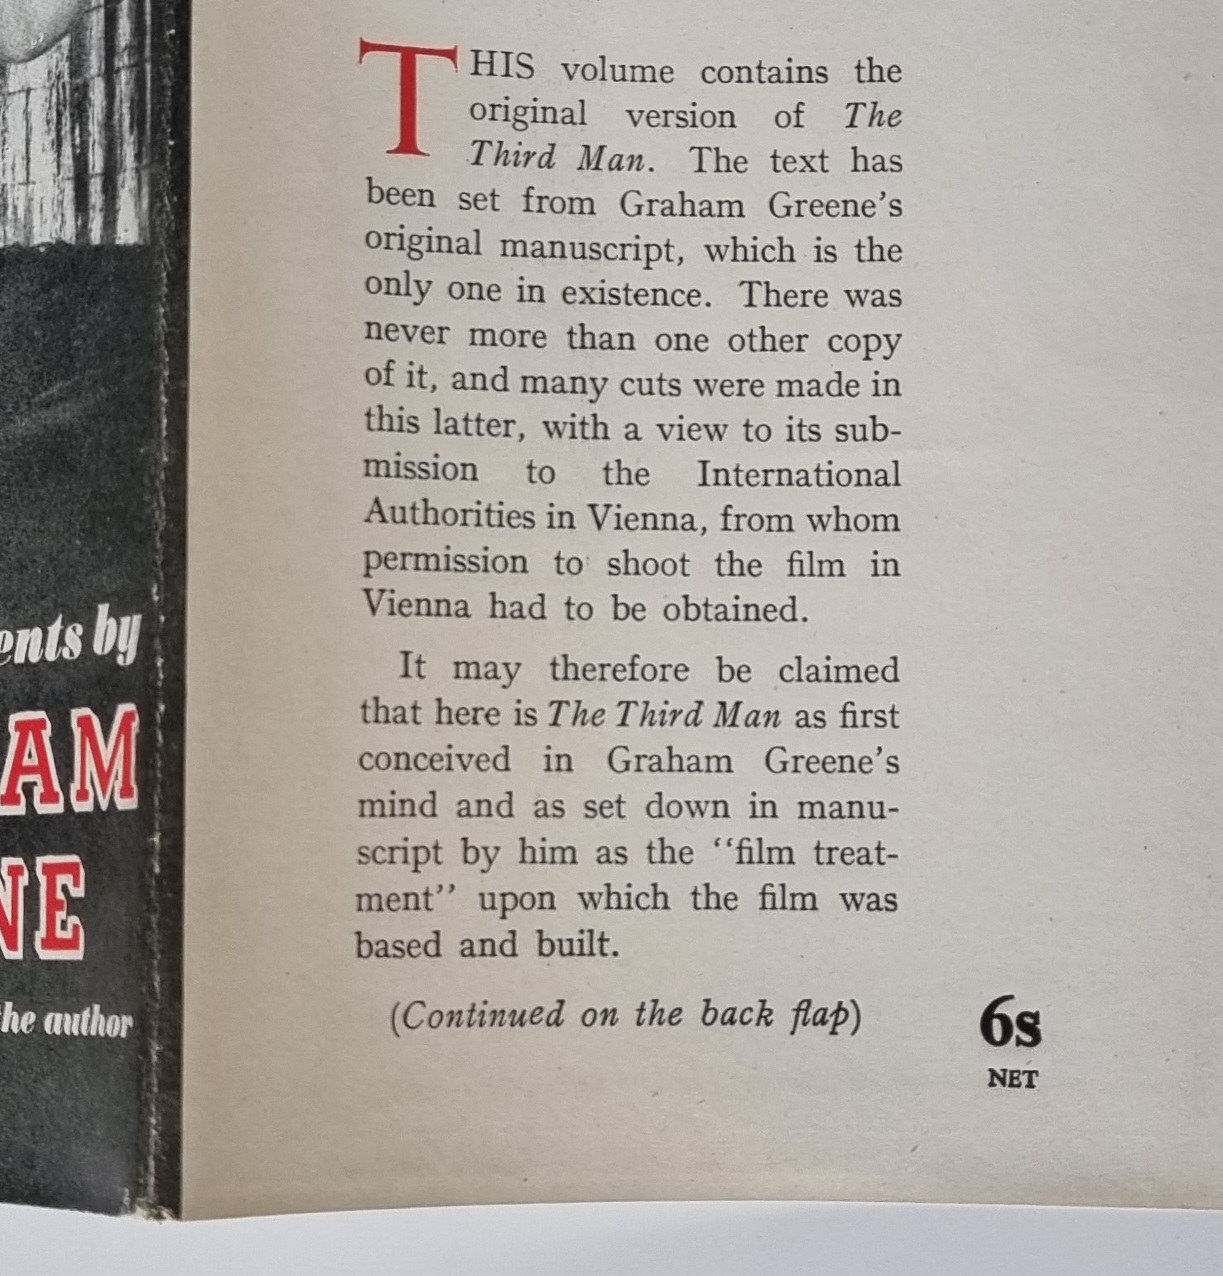 THIS volume contains the
original version of The
Third Man. The text has
been set from Graham Greene's
original manuscript, which is the
only one in existence. There was
never more than one other copy
of it, and many cuts were made in
this latter, with a view to its sub-
mission to the International
Authorities in Vienna, from whom
permission to shoot the film in
Vienna had to be obtained.
It may therefore be claimed
that here is The Third Man as first
conceived in Graham Greene's
mind and as set down in manu-
script by him as the ‘‘film treat-
ment’’ upon which the film was
based and built.
(Continued on the back flap)
6s
NET
ents by
AM
NE
he author